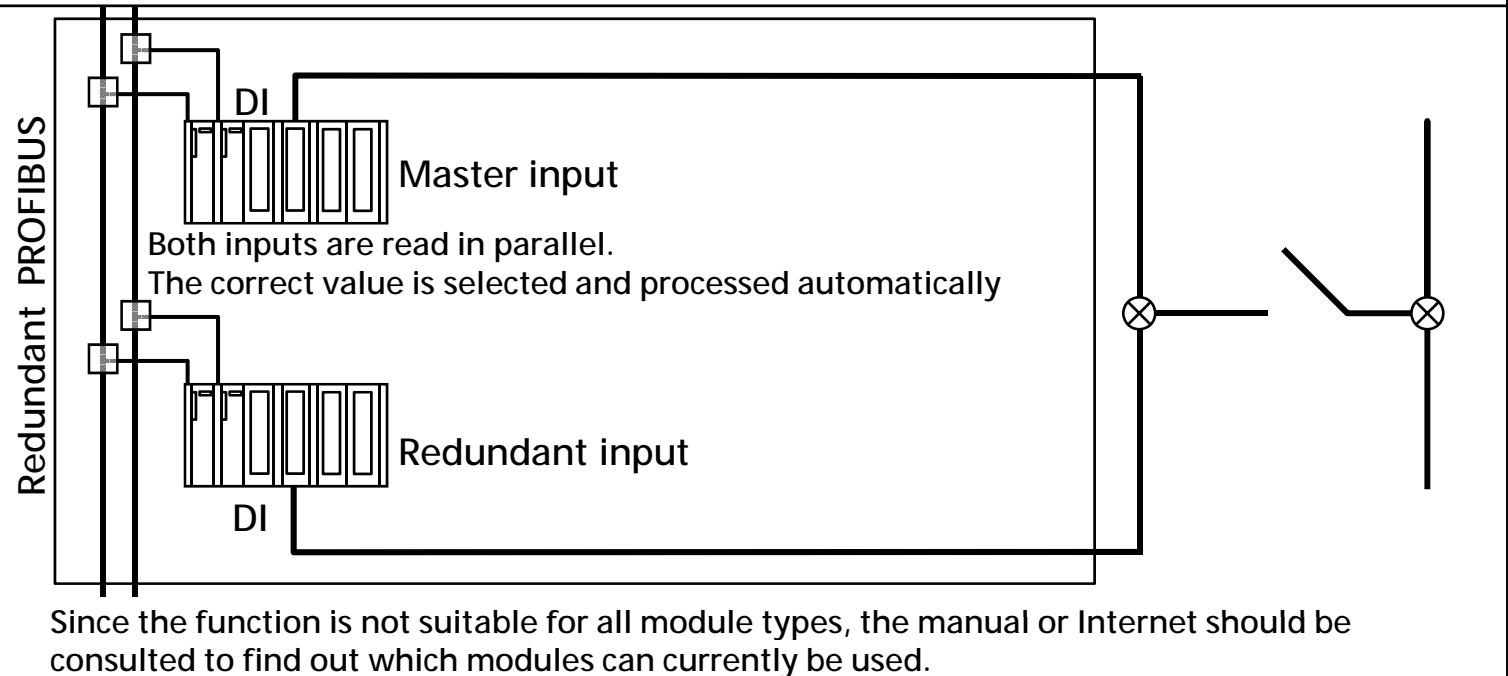 Redundant PROFIBUS
DI
Master input
Both inputs are read in parallel.
The correct value is selected and processed automatically
Redundant input
DI
Since the function is not suitable for all module types, the manual or Internet should be
consulted to find out which modules can currently be used.